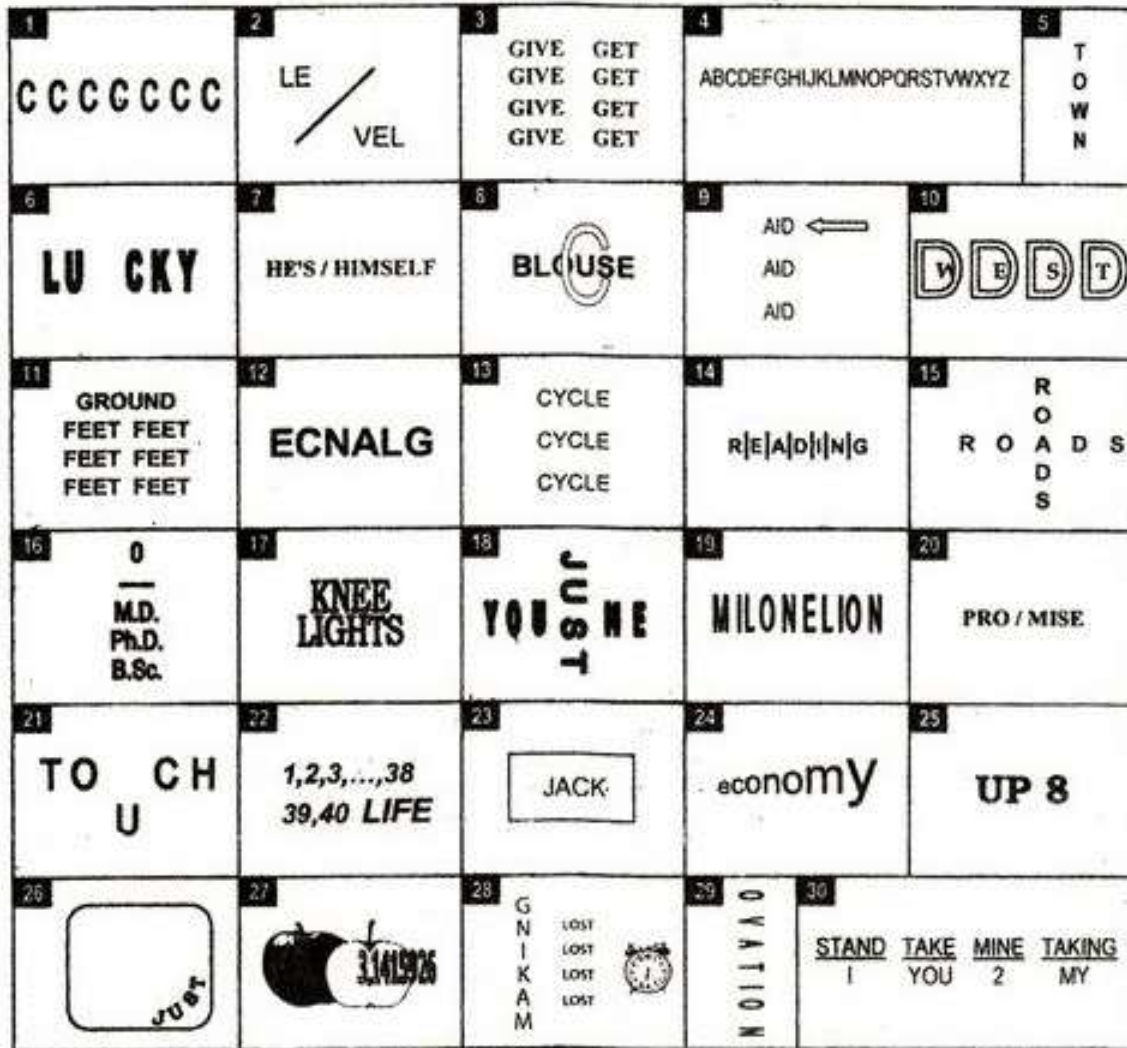 1
CCCCCCC
2
LE / VEL
3
GIVE GET
GIVE GET
GIVE GET
GIVE GET
4
ABCDEFGHIJKLMNOPQRSTVWXYZ
5
TOWN
6
LU CKY
7
HE'S / HIMSELF
8
BLOUSE
C
9
AID
AID
AID
10
D D D D
W E S T
11
GROUND
FEET FEET
FEET FEET
FEET FEET
12
ECNALG
13
CYCLE
CYCLE
CYCLE
14
R|E|A|D|I|N|G
15
ROADS
ROADS
16
0
M.D.
Ph.D.
B.Sc.
17
KNEE
LIGHTS
18
JUST
YOU ME
19
MILONELION
20
PRO / MISE
21
TO CH
U
22
1,2,3,...,38
39,40 LIFE
23
JACK
24
economy
25
UP 8
26
JUST
27
3,1415926
28
GNIKAM
LOST
LOST
LOST
LOST
29
OVATION
30
STAND TAKE MINE TAKING
I YOU 2 MY